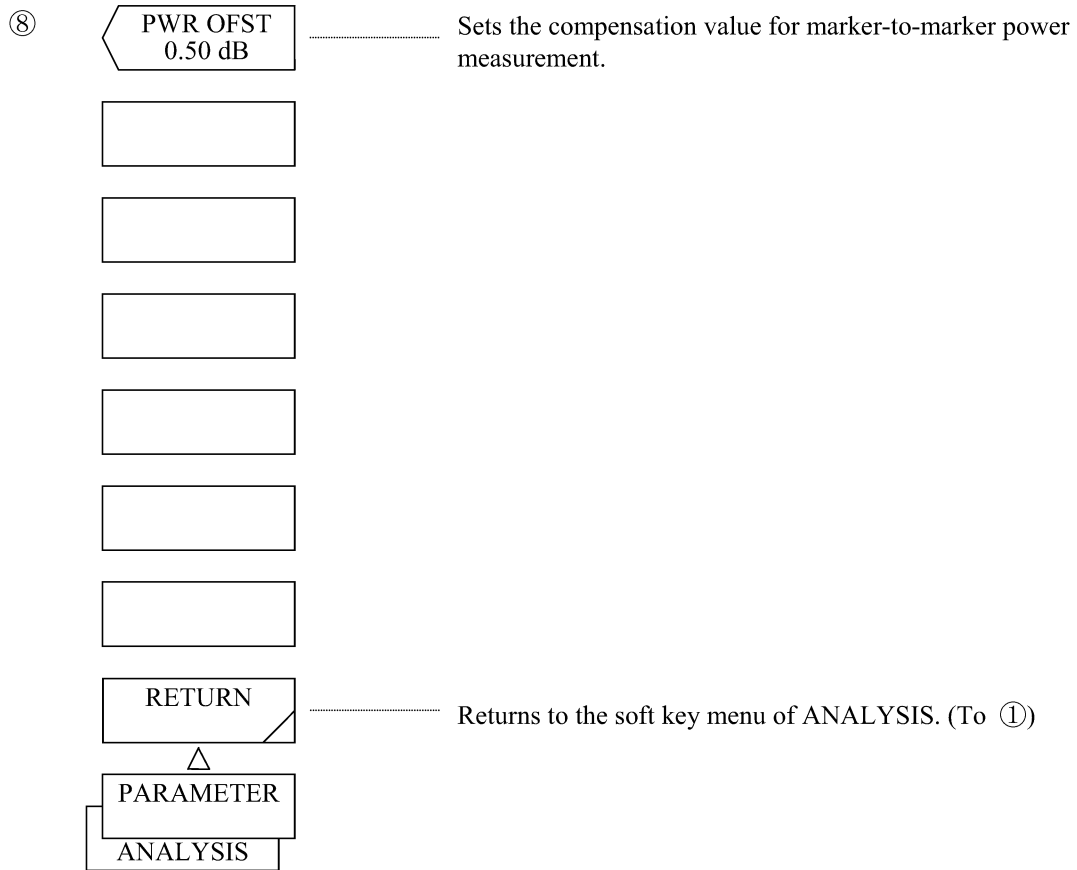 ⑧
PWR OFST
0.50 dB
Sets the compensation value for marker-to-marker power
measurement.
RETURN
Returns to the soft key menu of ANALYSIS. (To ①)
PARAMETER
ANALYSIS